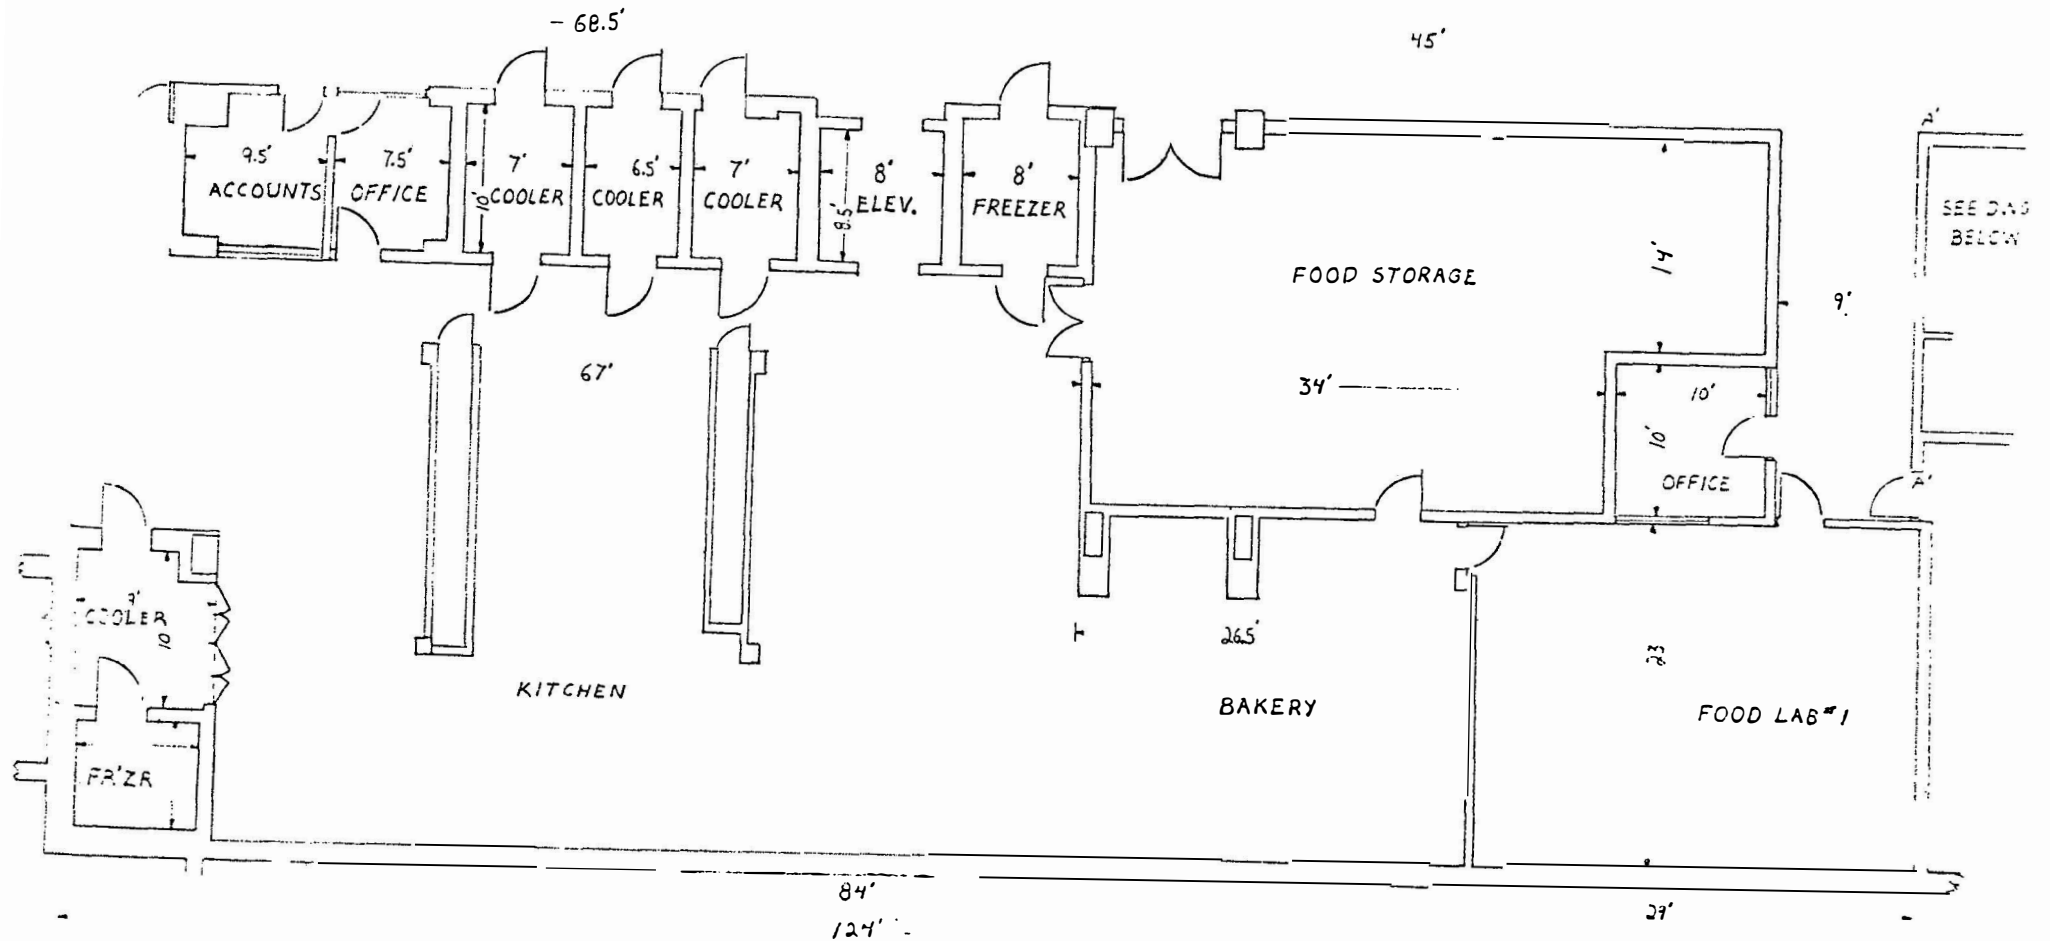 - 68.5'
45'
A'
9.5'
7.5'
7'
6.5'
7'
8'
8'
ACCOUNTS
OFFICE
10'
COOLER
COOLER
COOLER
8.5'
ELEV.
FREEZER
SEE DWG
BELOW
14'
FOOD STORAGE
9'
67'
34'
10'
10'
OFFICE
A'
COOLER
10
26.5'
23
KITCHEN
BAKERY
FOOD LAB #1
FR'ZR
84'
124'